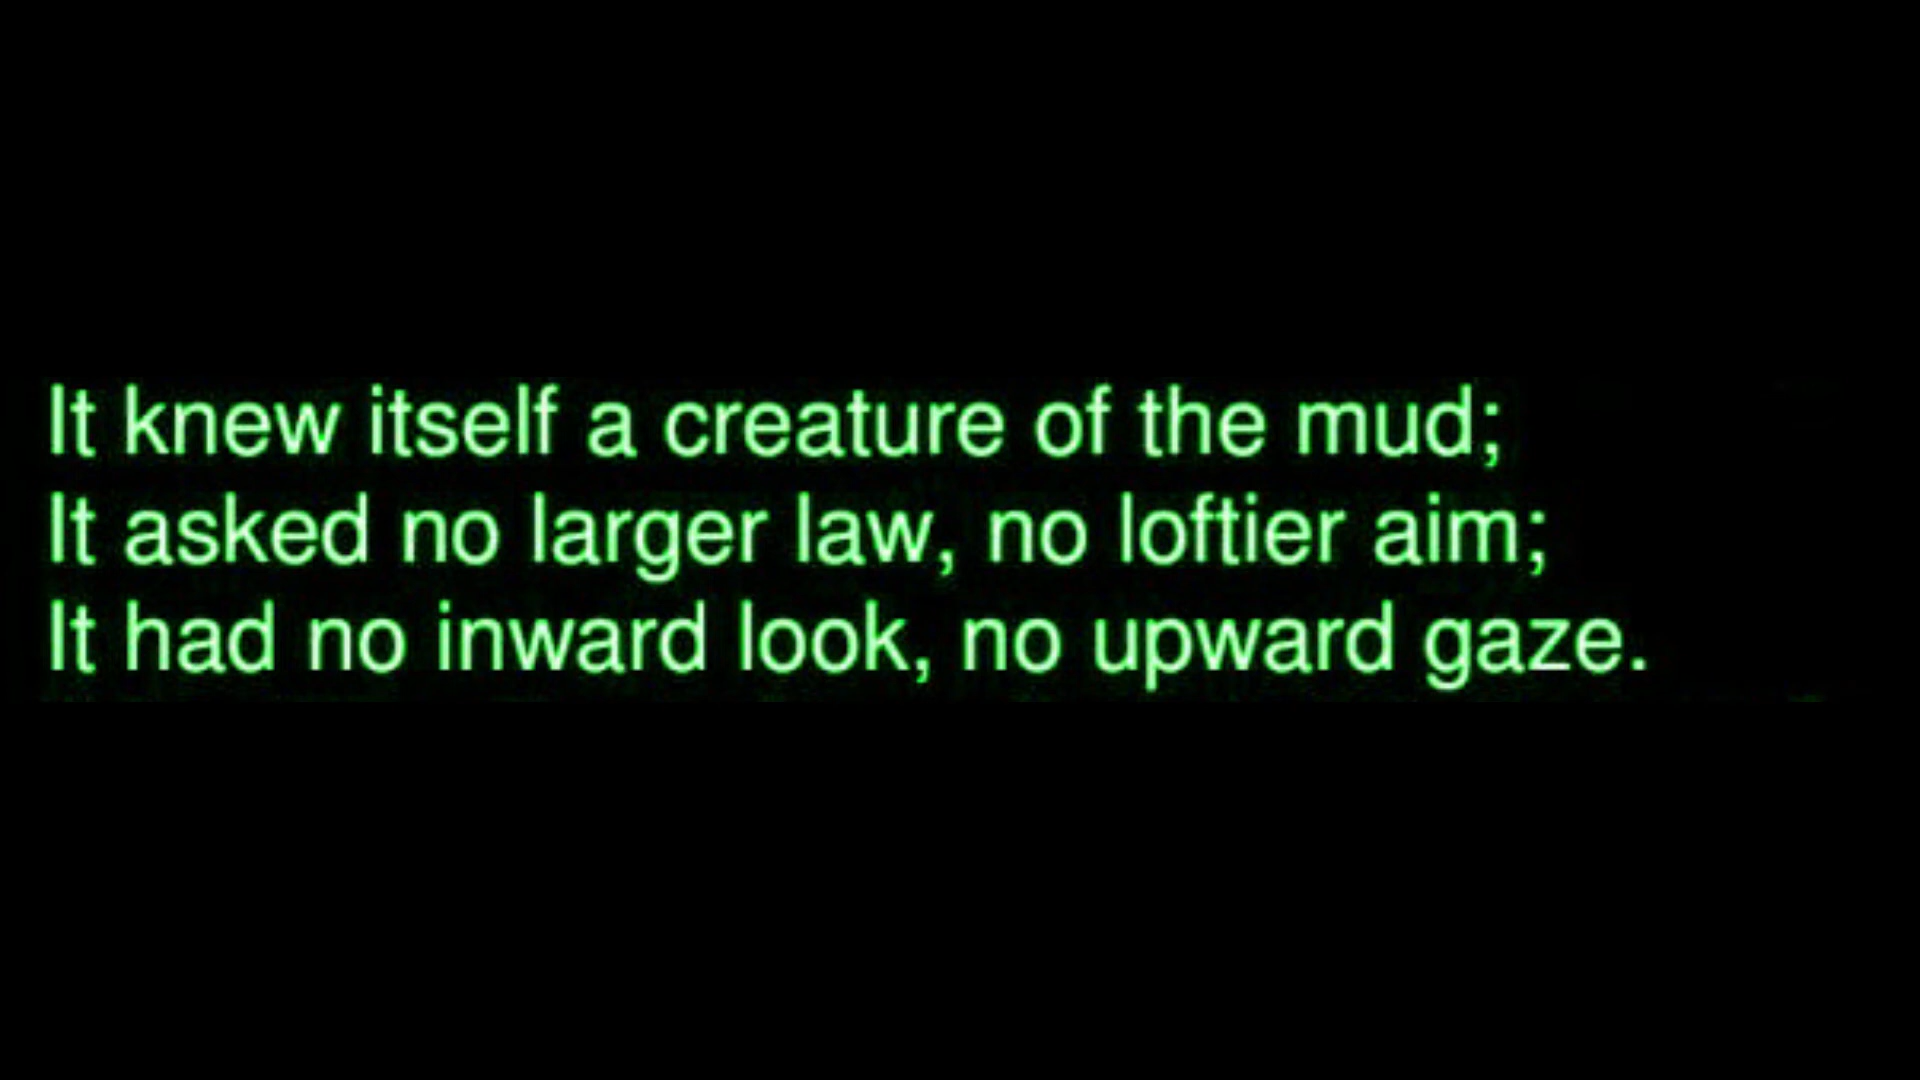 It knew itself a creature of the mud;
It asked no larger law, no loftier aim;
It had no inward look, no upward gaze.